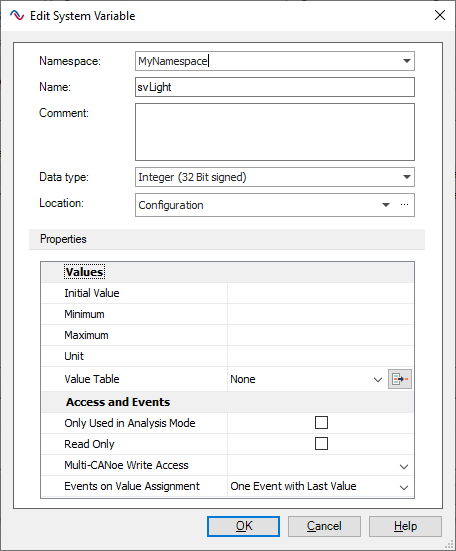 Edit System Variable
Namespace: MyNamespace
Name: svLight
Comment:
Data type: Integer (32 Bit signed)
Location: Configuration ...
Properties
Values
Initial Value
Minimum
Maximum
Unit
Value Table None
Access and Events
Only Used in Analysis Mode
Read Only
Multi-CANoe Write Access
Events on Value Assignment One Event with Last Value
OK Cancel Help